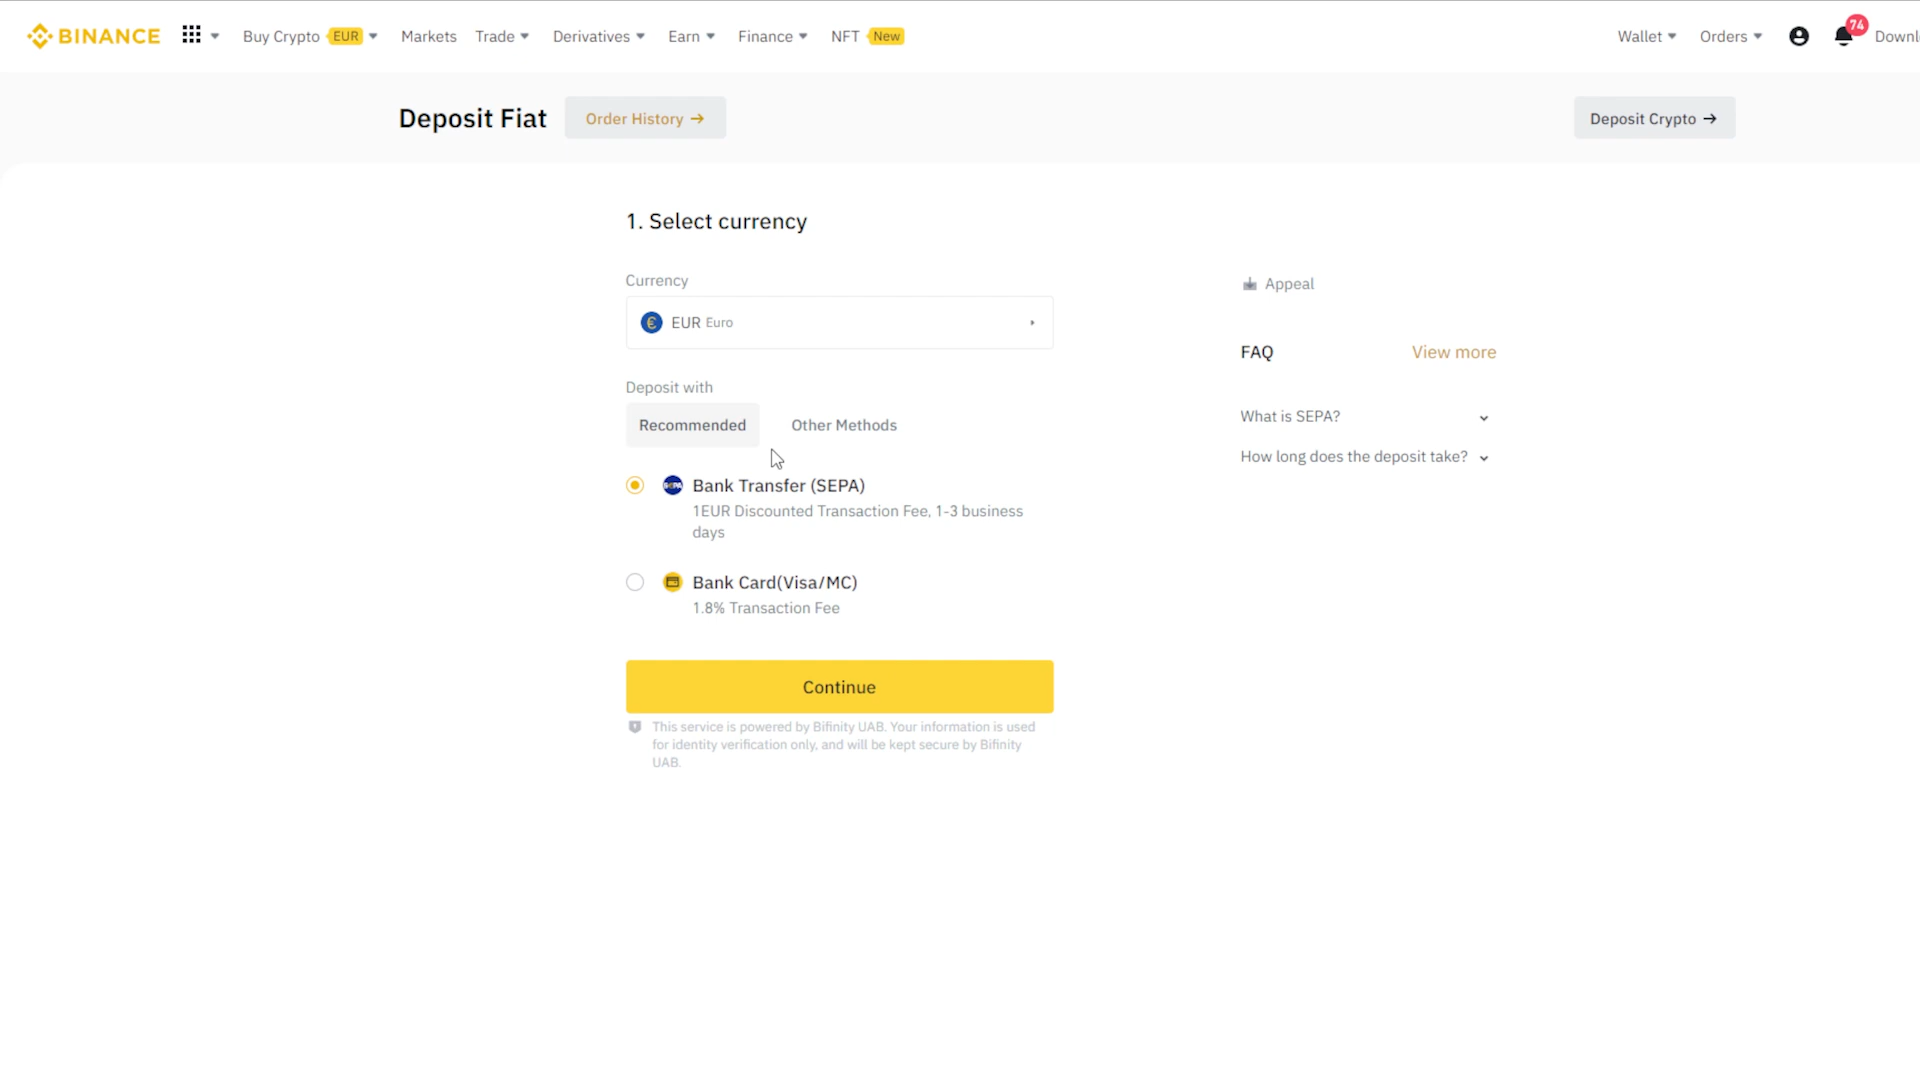 BINANCE Buy Crypto EUR Markets Trade Derivatives Earn Finance NFT New Wallet Orders 74 Downl
Deposit Fiat Order History → Deposit Crypto →
1. Select currency
Currency
€ EUR Euro
Deposit with
Recommended Other Methods
SEPA Bank Transfer (SEPA)
1EUR Discounted Transaction Fee, 1-3 business
days
Bank Card(Visa/MC)
1.8% Transaction Fee
Continue
This service is powered by Bifinity UAB. Your information is used
for identity verification only, and will be kept secure by Bifinity
UAB.
Appeal
FAQ View more
What is SEPA?
How long does the deposit take?